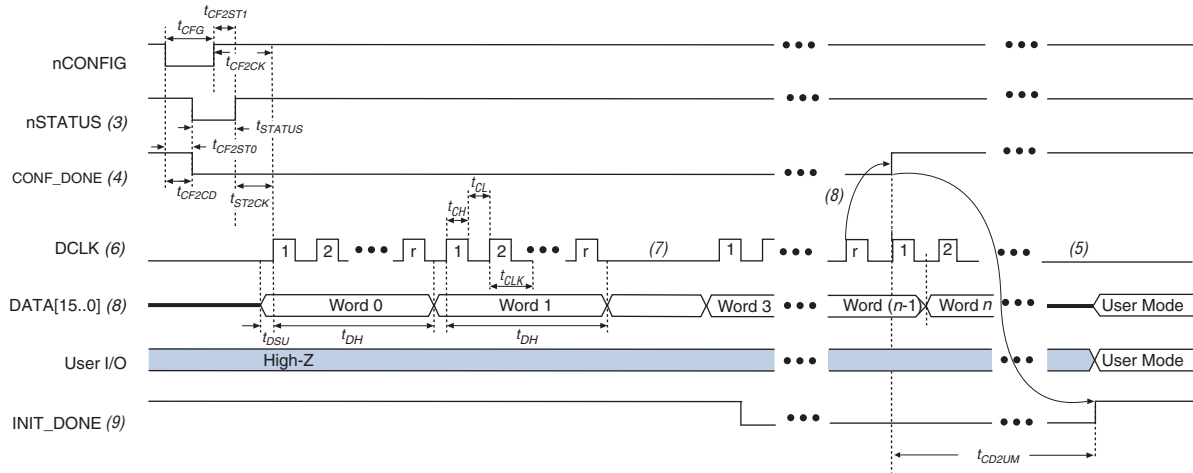 tCF2ST1
tCFG
nCONFIG
tCF2CK
nSTATUS (3)
tSTATUS
tCF2ST0
CONF_DONE (4)
tCF2CD
tST2CK
tCL
(8)
tCH
DCLK (6)
1 2 r 1 2 r (7) 1 r 1 2 (5)
tCLK
DATA[15..0] (8)
Word 0 Word 1 Word 3 Word (n-1) Word n User Mode
tDSU tDH tDH
User I/O
High-Z
User Mode
INIT_DONE (9)
tCD2UM